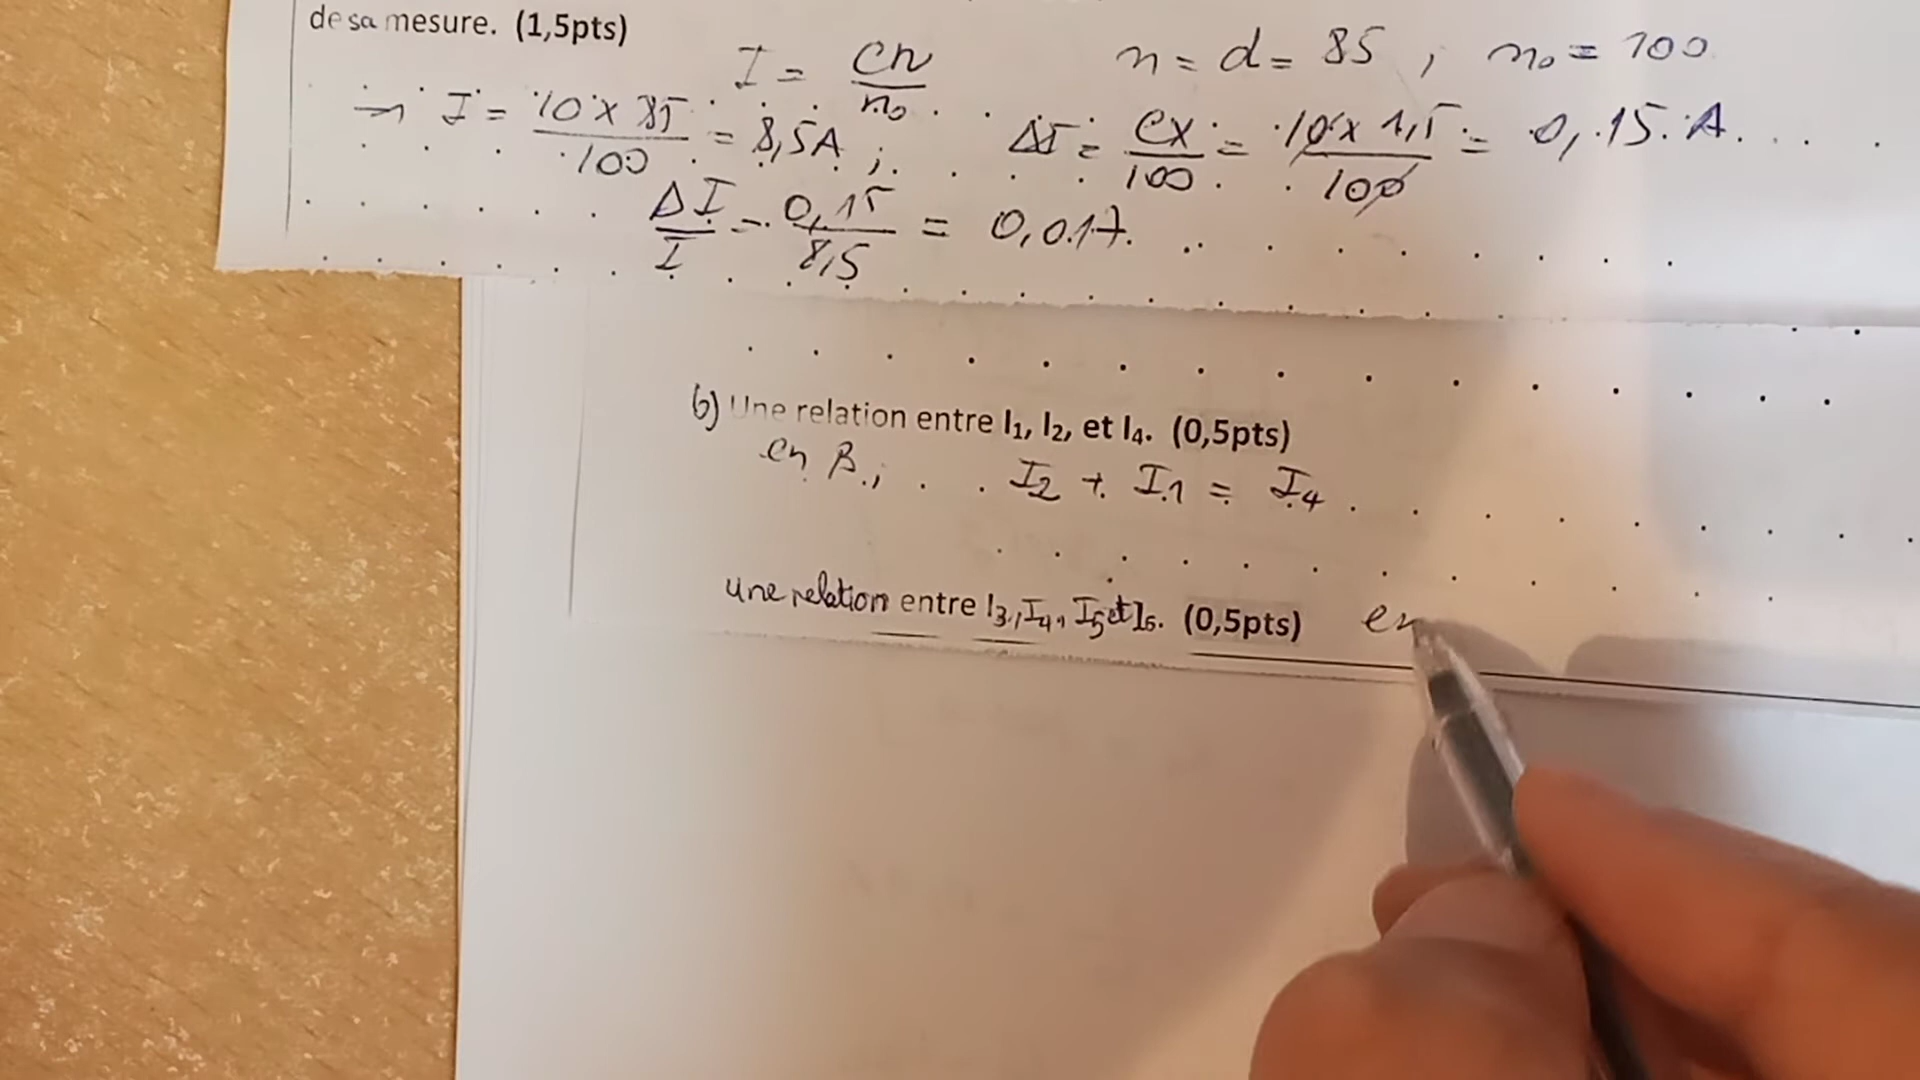 de sa mesure. (1,5pts)
I = cn / n₀ n = d = 85 ; n₀ = 100
→ I = 10 x 85 / 100 = 8,5A ; ΔI = cx / 100 = 10 x 1,5 / 100 = 0,15 A
ΔI / I = 0,15 / 8,5 = 0,017
b) Une relation entre I₁, I₂, et I₄. (0,5pts)
en B ; I₂ + I₁ = I₄
une relation entre I₃, I₄, I₅ et I₆. (0,5pts) en